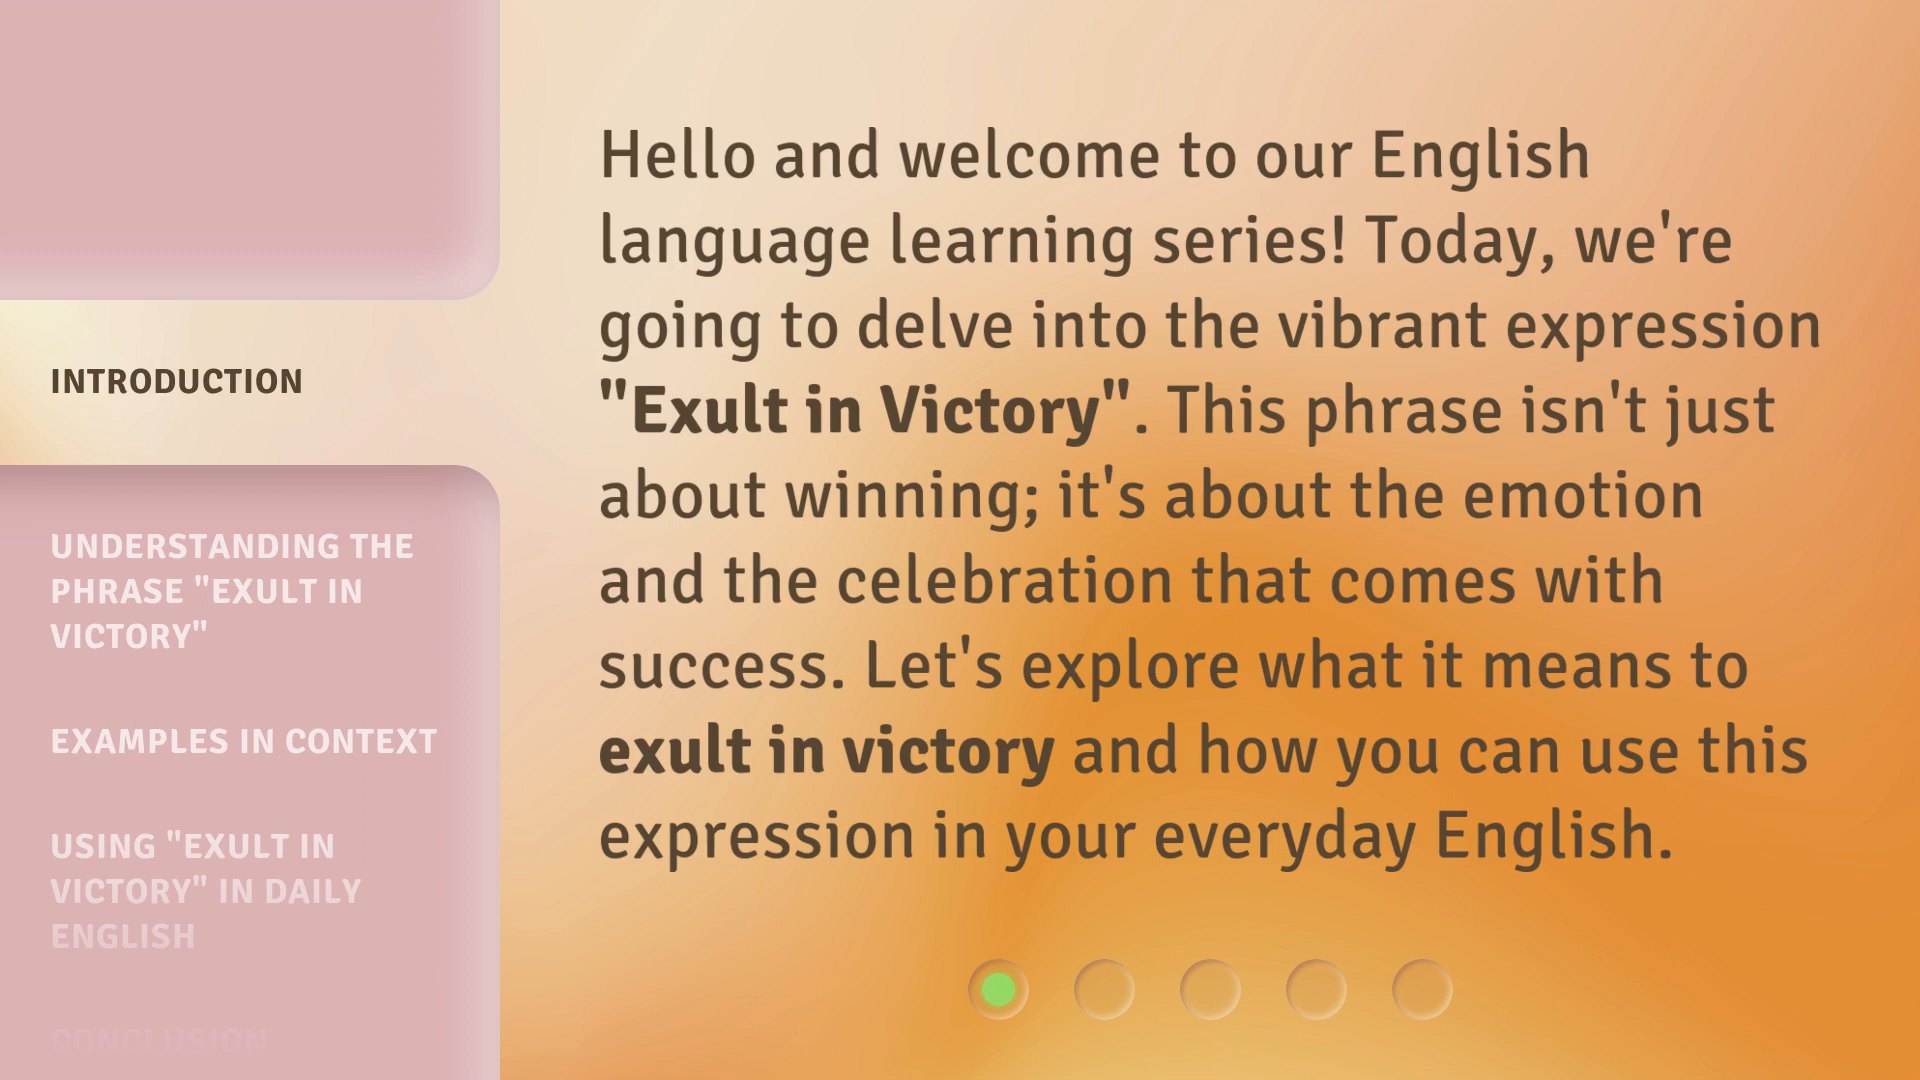 INTRODUCTION
UNDERSTANDING THE
PHRASE "EXULT IN
VICTORY"
EXAMPLES IN CONTEXT
USING "EXULT IN
VICTORY" IN DAILY
ENGLISH
CONCLUSION
Hello and welcome to our English
language learning series! Today, we're
going to delve into the vibrant expression
"Exult in Victory". This phrase isn't just
about winning; it's about the emotion
and the celebration that comes with
success. Let's explore what it means to
exult in victory and how you can use this
expression in your everyday English.